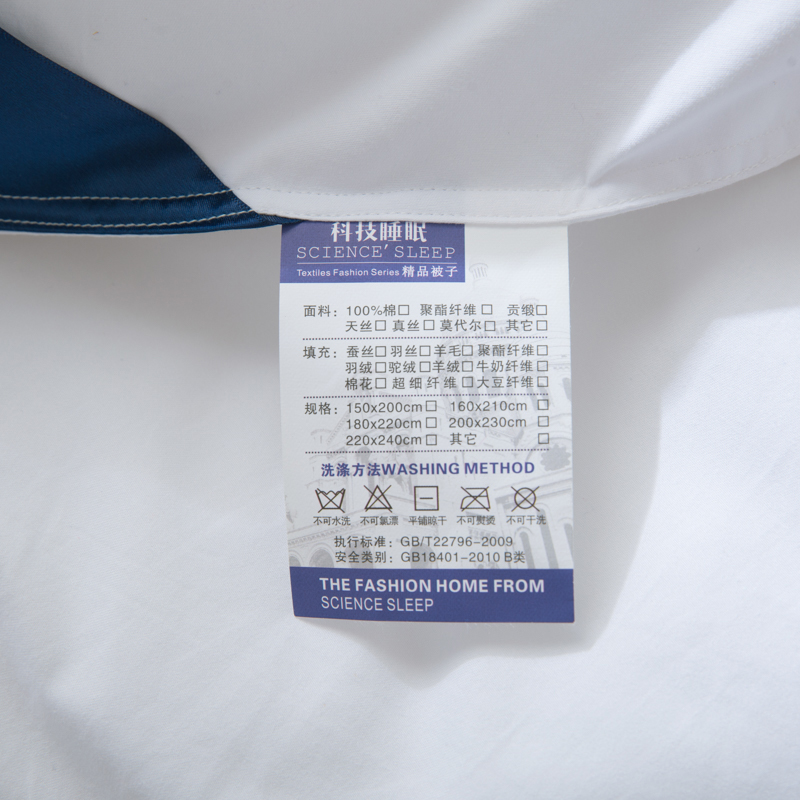 科技睡眠
SCIENCE'SLEEP
Textiles Fashion Series 精品被子
面料：100%棉□ 聚酯纤维□ 贡缎□
天丝□ 真丝□ 莫代尔□ 其它□
填充：蚕丝□ 羽丝□ 羊毛□ 聚酯纤维□
羽绒□ 驼绒□ 羊绒□ 牛奶纤维□
棉花□ 超细纤维□ 大豆纤维□
规格：150x200cm□ 160x210cm □
180x220cm□ 200x230cm □
220x240cm□ 其它 □
洗涤方法WASHING METHOD
不可水洗 不可氯漂 平铺晾干 不可熨烫 不可干洗
执行标准：GB/T22796-2009
安全类别：GB18401-2010 B类
THE FASHION HOME FROM
SCIENCE SLEEP